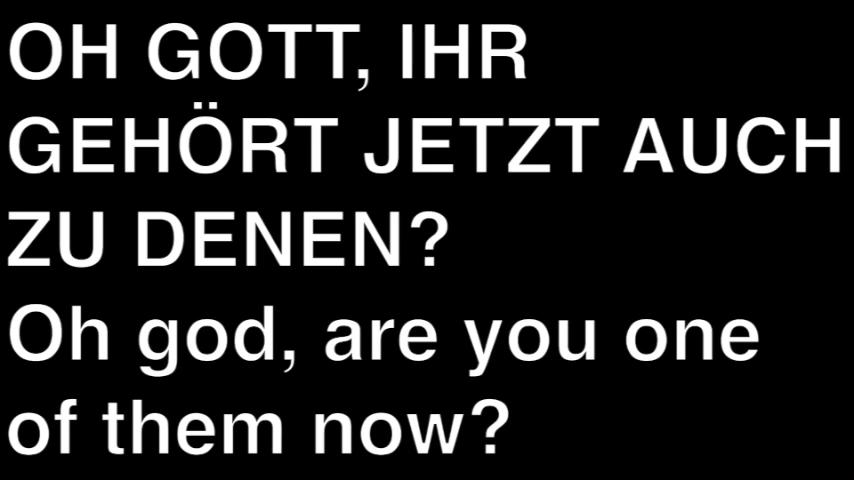 OH GOTT, IHR
GEHÖRT JETZT AUCH
ZU DENEN?
Oh god, are you one
of them now?